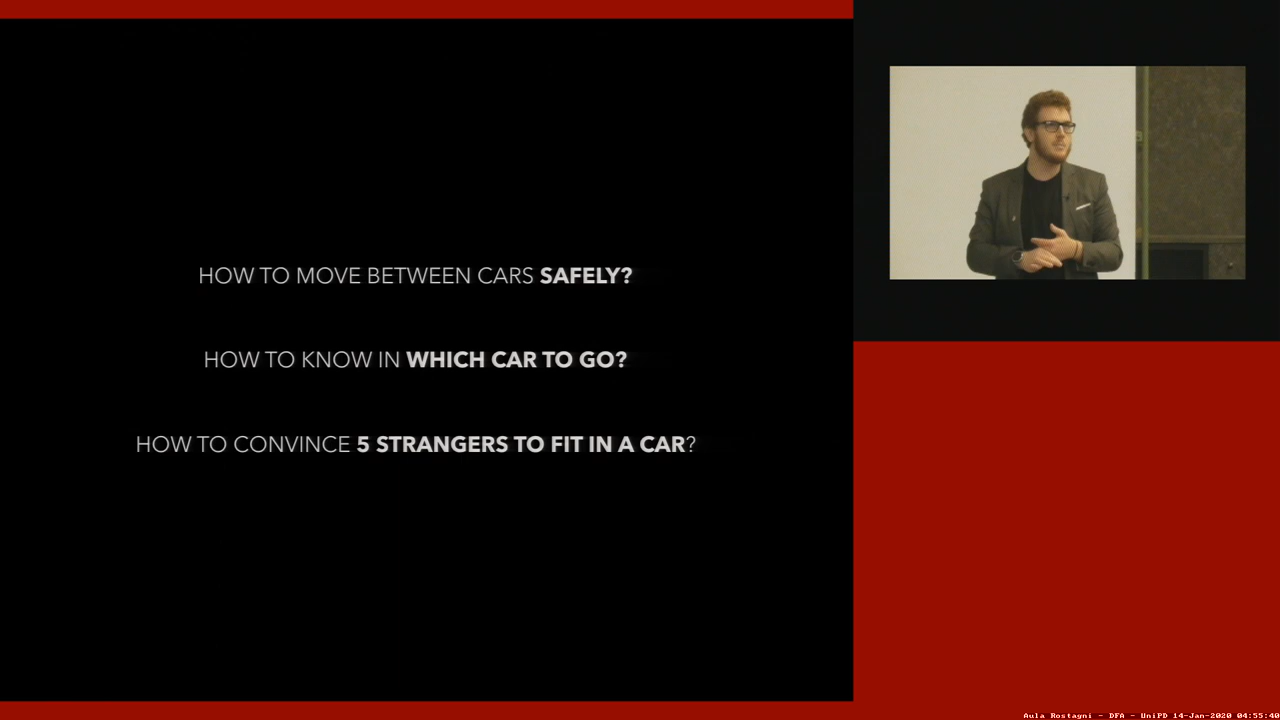 HOW TO MOVE BETWEEN CARS SAFELY?
HOW TO KNOW IN WHICH CAR TO GO?
HOW TO CONVINCE 5 STRANGERS TO FIT IN A CAR?
Aula Rostagni - DFA - UniPD 14-Jan-2020 04:55:40